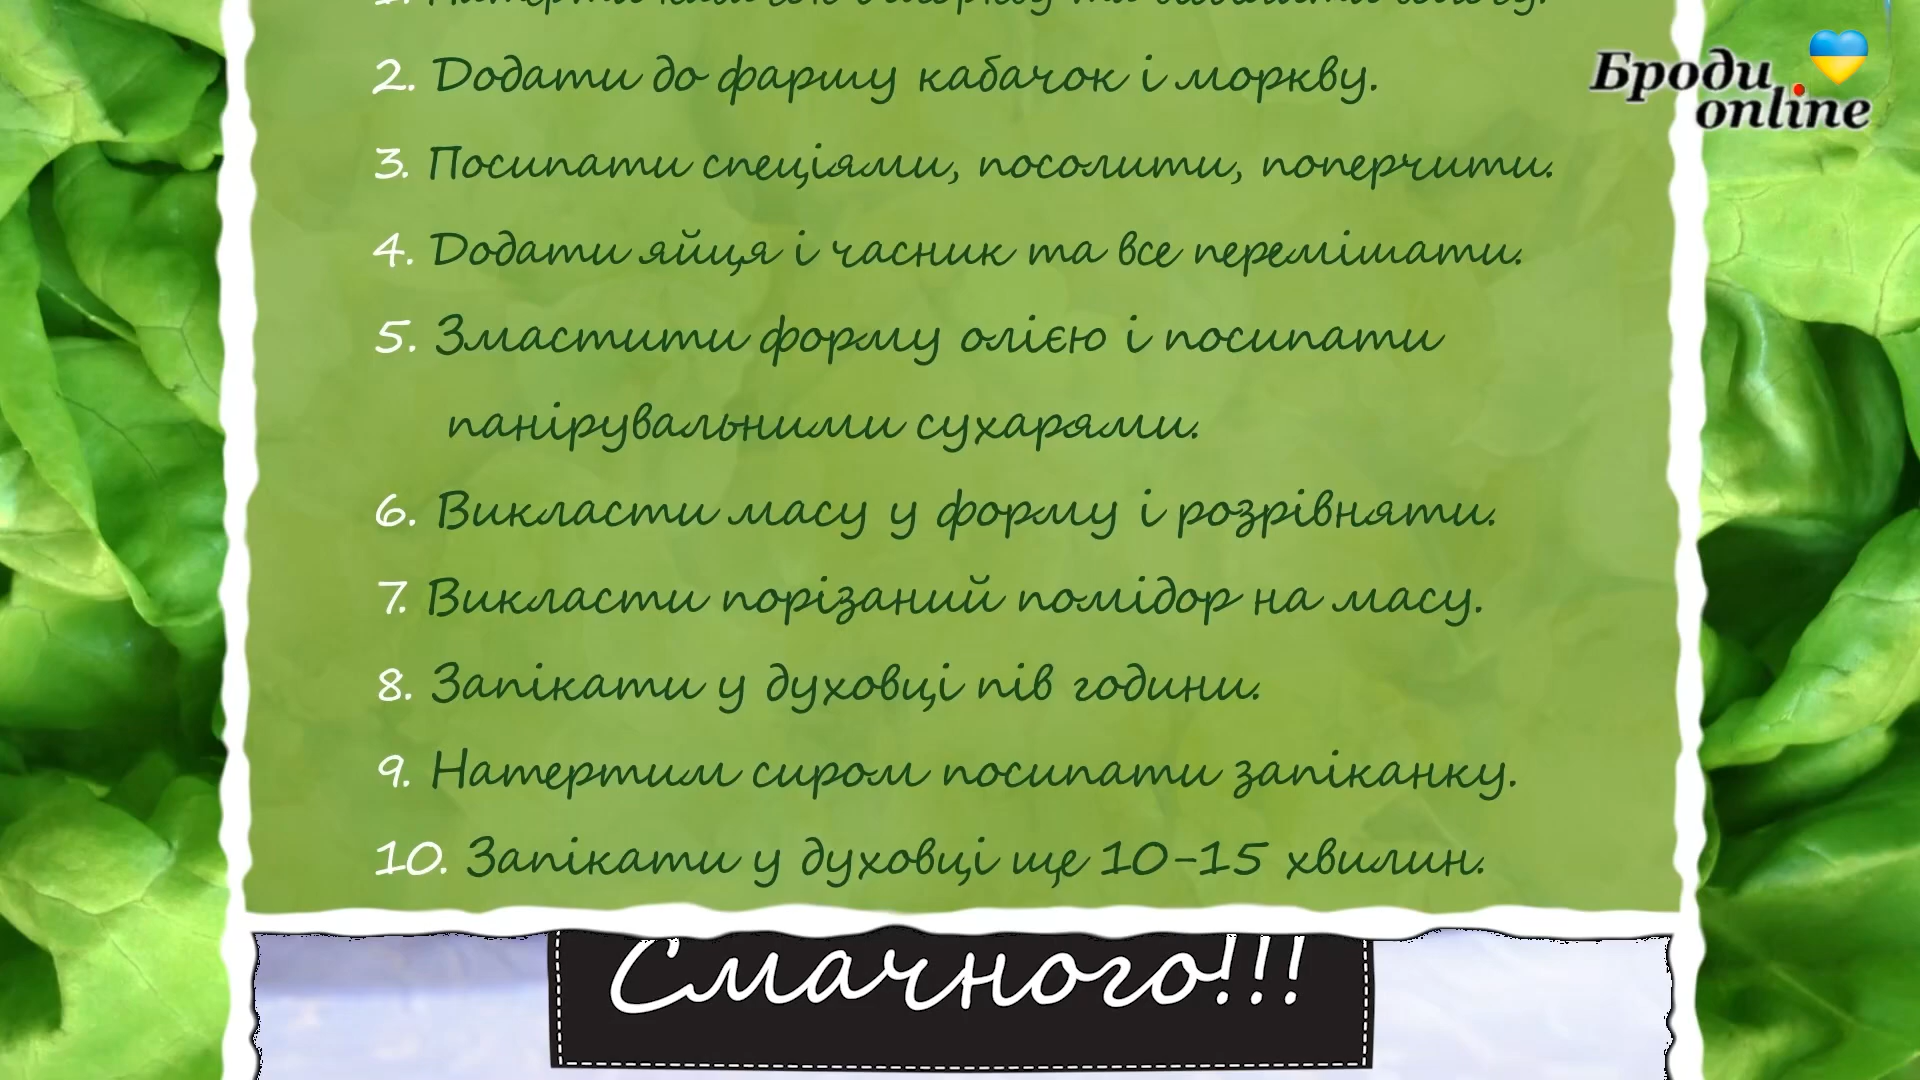 2. Додати до фаршу кабачок і моркву.
3. Посипати спеціями, посолити, поперчити.
4. Додати яйця і часник та все перемішати.
5. Змастити форму олією і посипати
панірувальними сухарями.
6. Викласти масу у форму і розрівняти.
7. Викласти порізаний помідор на масу.
8. Запікати у духовці пів години.
9. Натертим сиром посипати запіканку.
10. Запікати у духовці ще 10-15 хвилин.
Смачного!!!
Броди
online